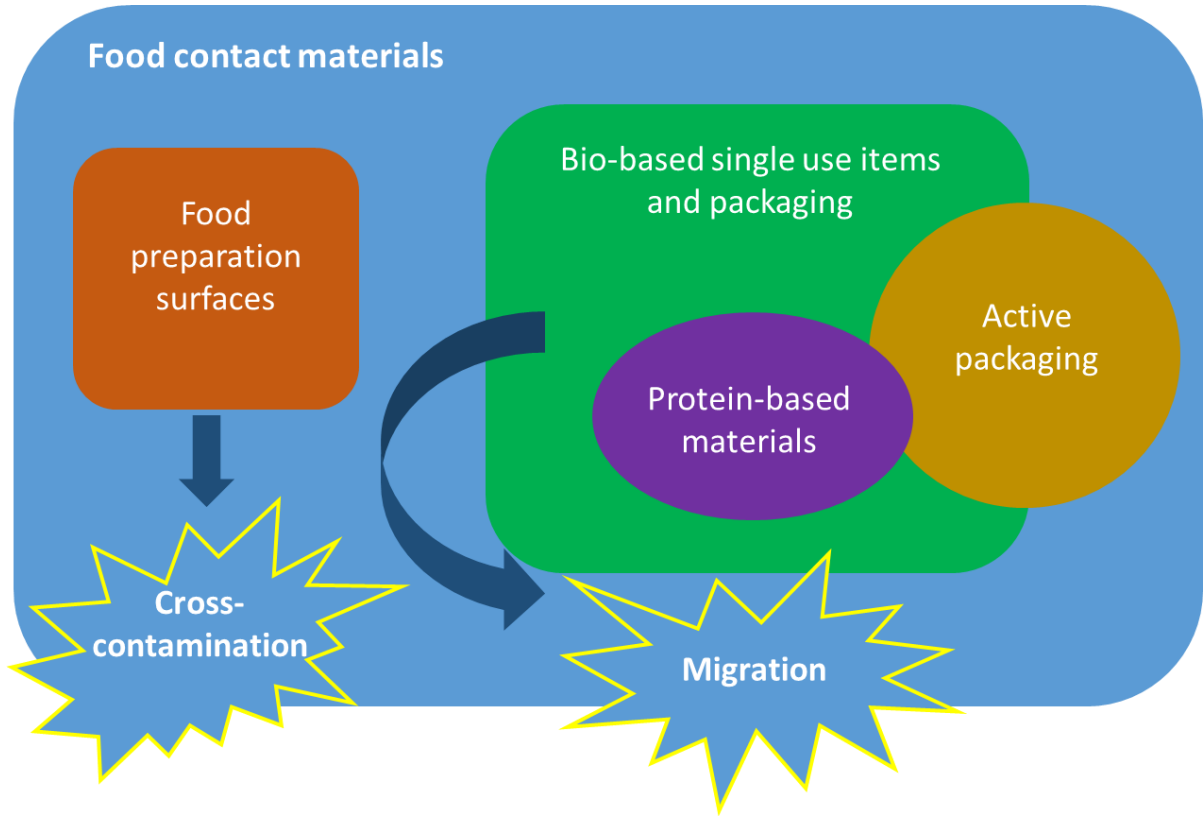 Food contact materials
Food
preparation
surfaces
Bio-based single use items
and packaging
Active
packaging
Protein-based
materials
Cross-
contamination
Migration